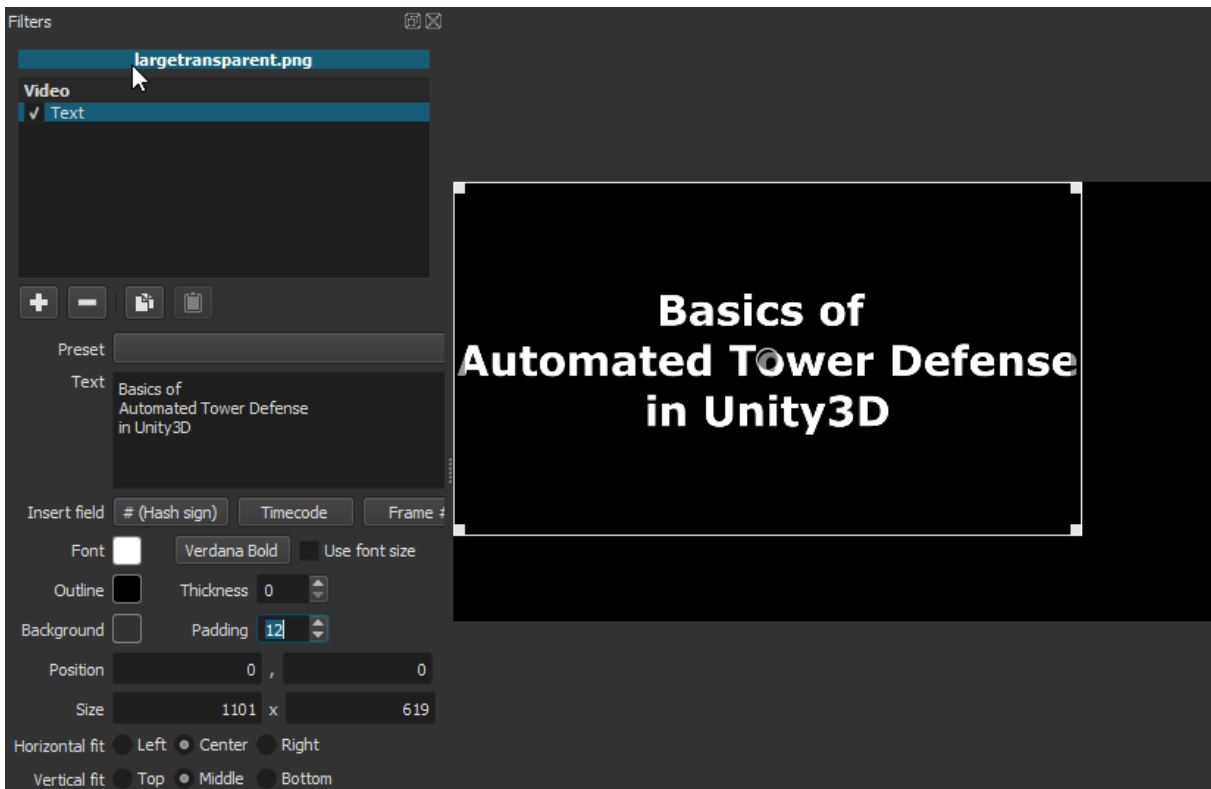 Filters
largetransparent.png
Video
Text
Preset
Text
Basics of
Automated Tower Defense
in Unity3D
Insert field # (Hash sign) Timecode Frame #
Font Verdana Bold Use font size
Outline Thickness 0
Background Padding 12
Position 0 , 0
Size 1101 x 619
Horizontal fit Left Center Right
Vertical fit Top Middle Bottom
Basics of
Automated Tower Defense
in Unity3D